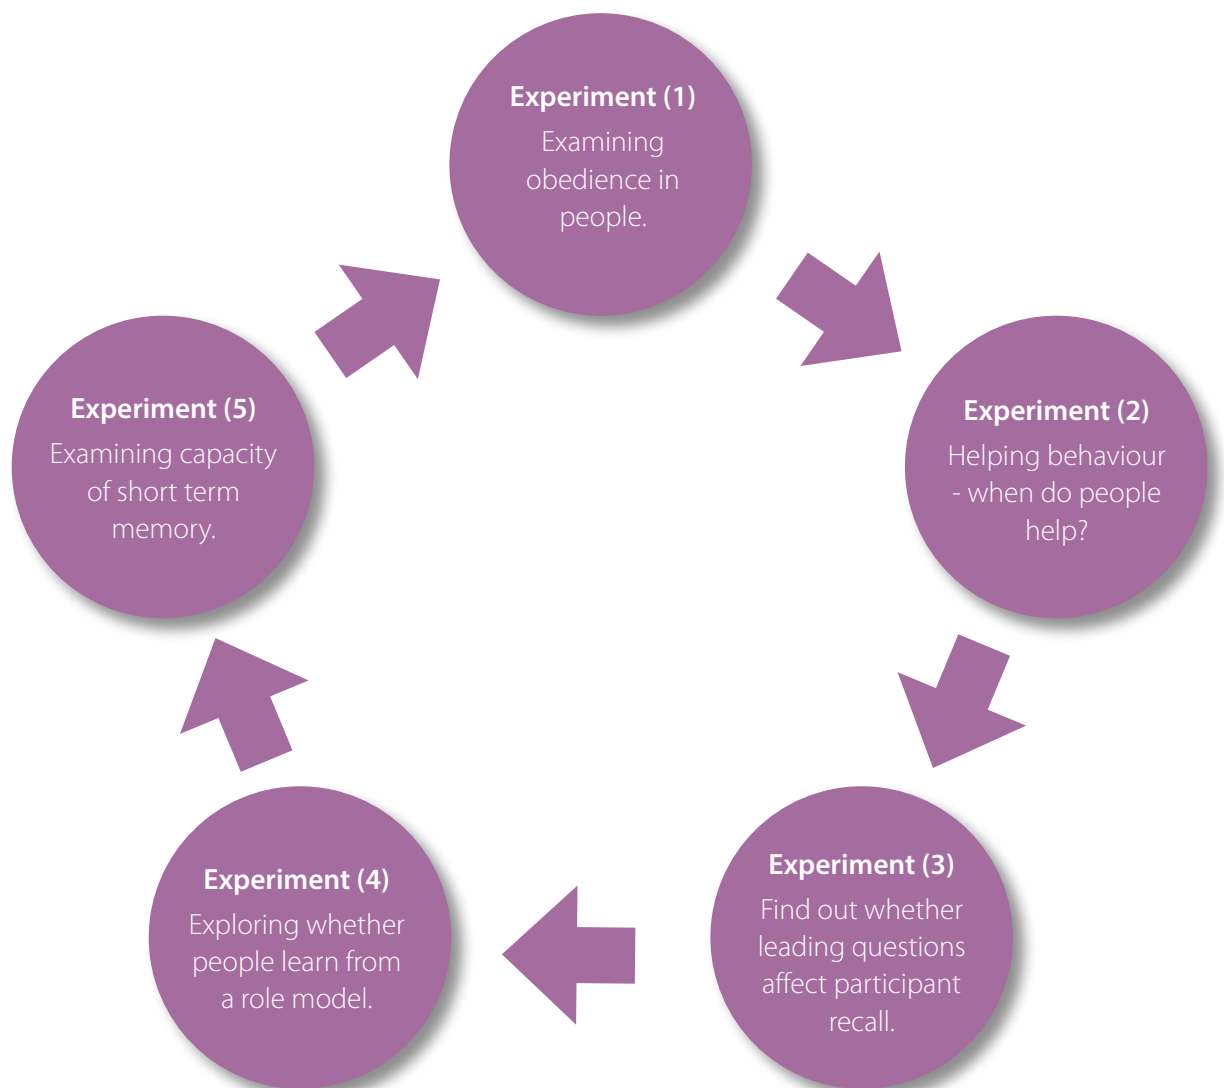 Experiment (1)
Examining
obedience in
people.
Experiment (2)
Helping behaviour
- when do people
help?
Experiment (3)
Find out whether
leading questions
affect participant
recall.
Experiment (4)
Exploring whether
people learn from
a role model.
Experiment (5)
Examining capacity
of short term
memory.